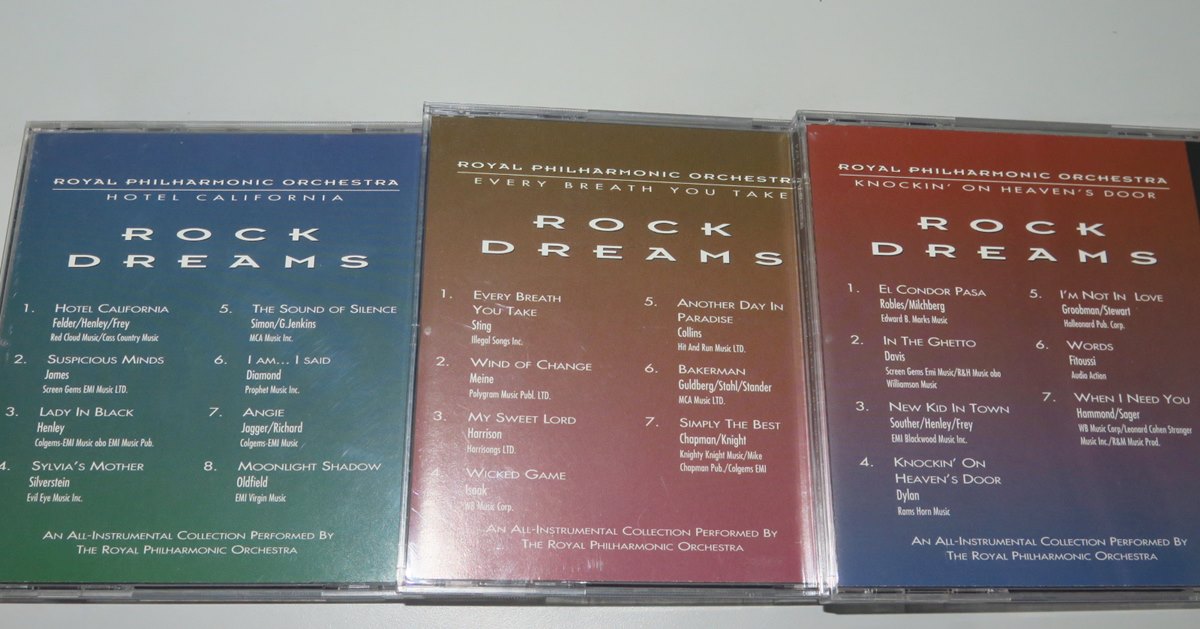 ROYAL PHILHARMONIC ORCHESTRA
HOTEL CALIFORNIA
ROCK
DREAMS
1. HOTEL CALIFORNIA
Felder/Henley/Frey
Red Cloud Music/Cass Country Music
2. SUSPICIOUS MINDS
James
Screen Gems EMI Music LTD.
3. LADY IN BLACK
Henley
Colgems-EMI Music abo EMI Music Pub.
4. SYLVIA'S MOTHER
Silverstein
Evil Eye Music Inc.
5. THE SOUND OF SILENCE
Simon/G.Jenkins
MCA Music Inc.
6. I AM... I SAID
Diamond
Prophet Music Inc.
7. ANGIE
Jagger/Richard
Colgems-EMI Music
8. MOONLIGHT SHADOW
Oldfield
EMI Virgin Music
AN ALL-INSTRUMENTAL COLLECTION PERFORMED BY
THE ROYAL PHILHARMONIC ORCHESTRA
ROYAL PHILHARMONIC ORCHESTR
EVERY BREATH YOU TAKE
ROCK
DREAMS
1. EVERY BREATH
YOU TAKE
Sting
Illegal Songs Inc.
2. WIND OF CHANGE
Meine
Polygram Music Publ. LTD.
3. MY SWEET LORD
Harrison
Harrisongs LTD.
4. WICKED GAME
Isaak
WB Music Corp.
5. ANOTHER DAY IN
PARADISE
Collins
Hit And Run Music LTD.
6. BAKERMAN
Guldberg/Stahl/Stander
MCA Music LTD.
7. SIMPLY THE BEST
Chapman/Knight
Knighty Knight Music/Mike
Chapman Pub./Colgems EMI
AN ALL-INSTRUMENTAL COLLECTION PERFORMED BY
THE ROYAL PHILHARMONIC ORCHESTRA
ROYAL PHILHARMONIC ORCHESTRA
KNOCKIN' ON HEAVEN'S DOOR
ROCK
DREAMS
1. EL CONDOR PASA
Robles/Milchberg
Edward B. Marks Music
2. IN THE GHETTO
Davis
Screen Gems Emi Music/R&H Music abo
Williamson Music
3. NEW KID IN TOWN
Souther/Henley/Frey
EMI Blackwood Music Inc.
4. KNOCKIN' ON
HEAVEN'S DOOR
Dylan
Rams Horn Music
5. I'M NOT IN LOVE
Groobman/Stewart
Halleonard Pub. Corp.
6. WORDS
Fitoussi
Audio Action
7. WHEN I NEED YOU
Hammond/Sager
WB Music Corp/Leonard Cohen Stranger
Music Inc./R&M Music Prod.
AN ALL-INSTRUMENTAL COLLECTION PERFORMED BY
THE ROYAL PHILHARMONIC ORCHESTRA